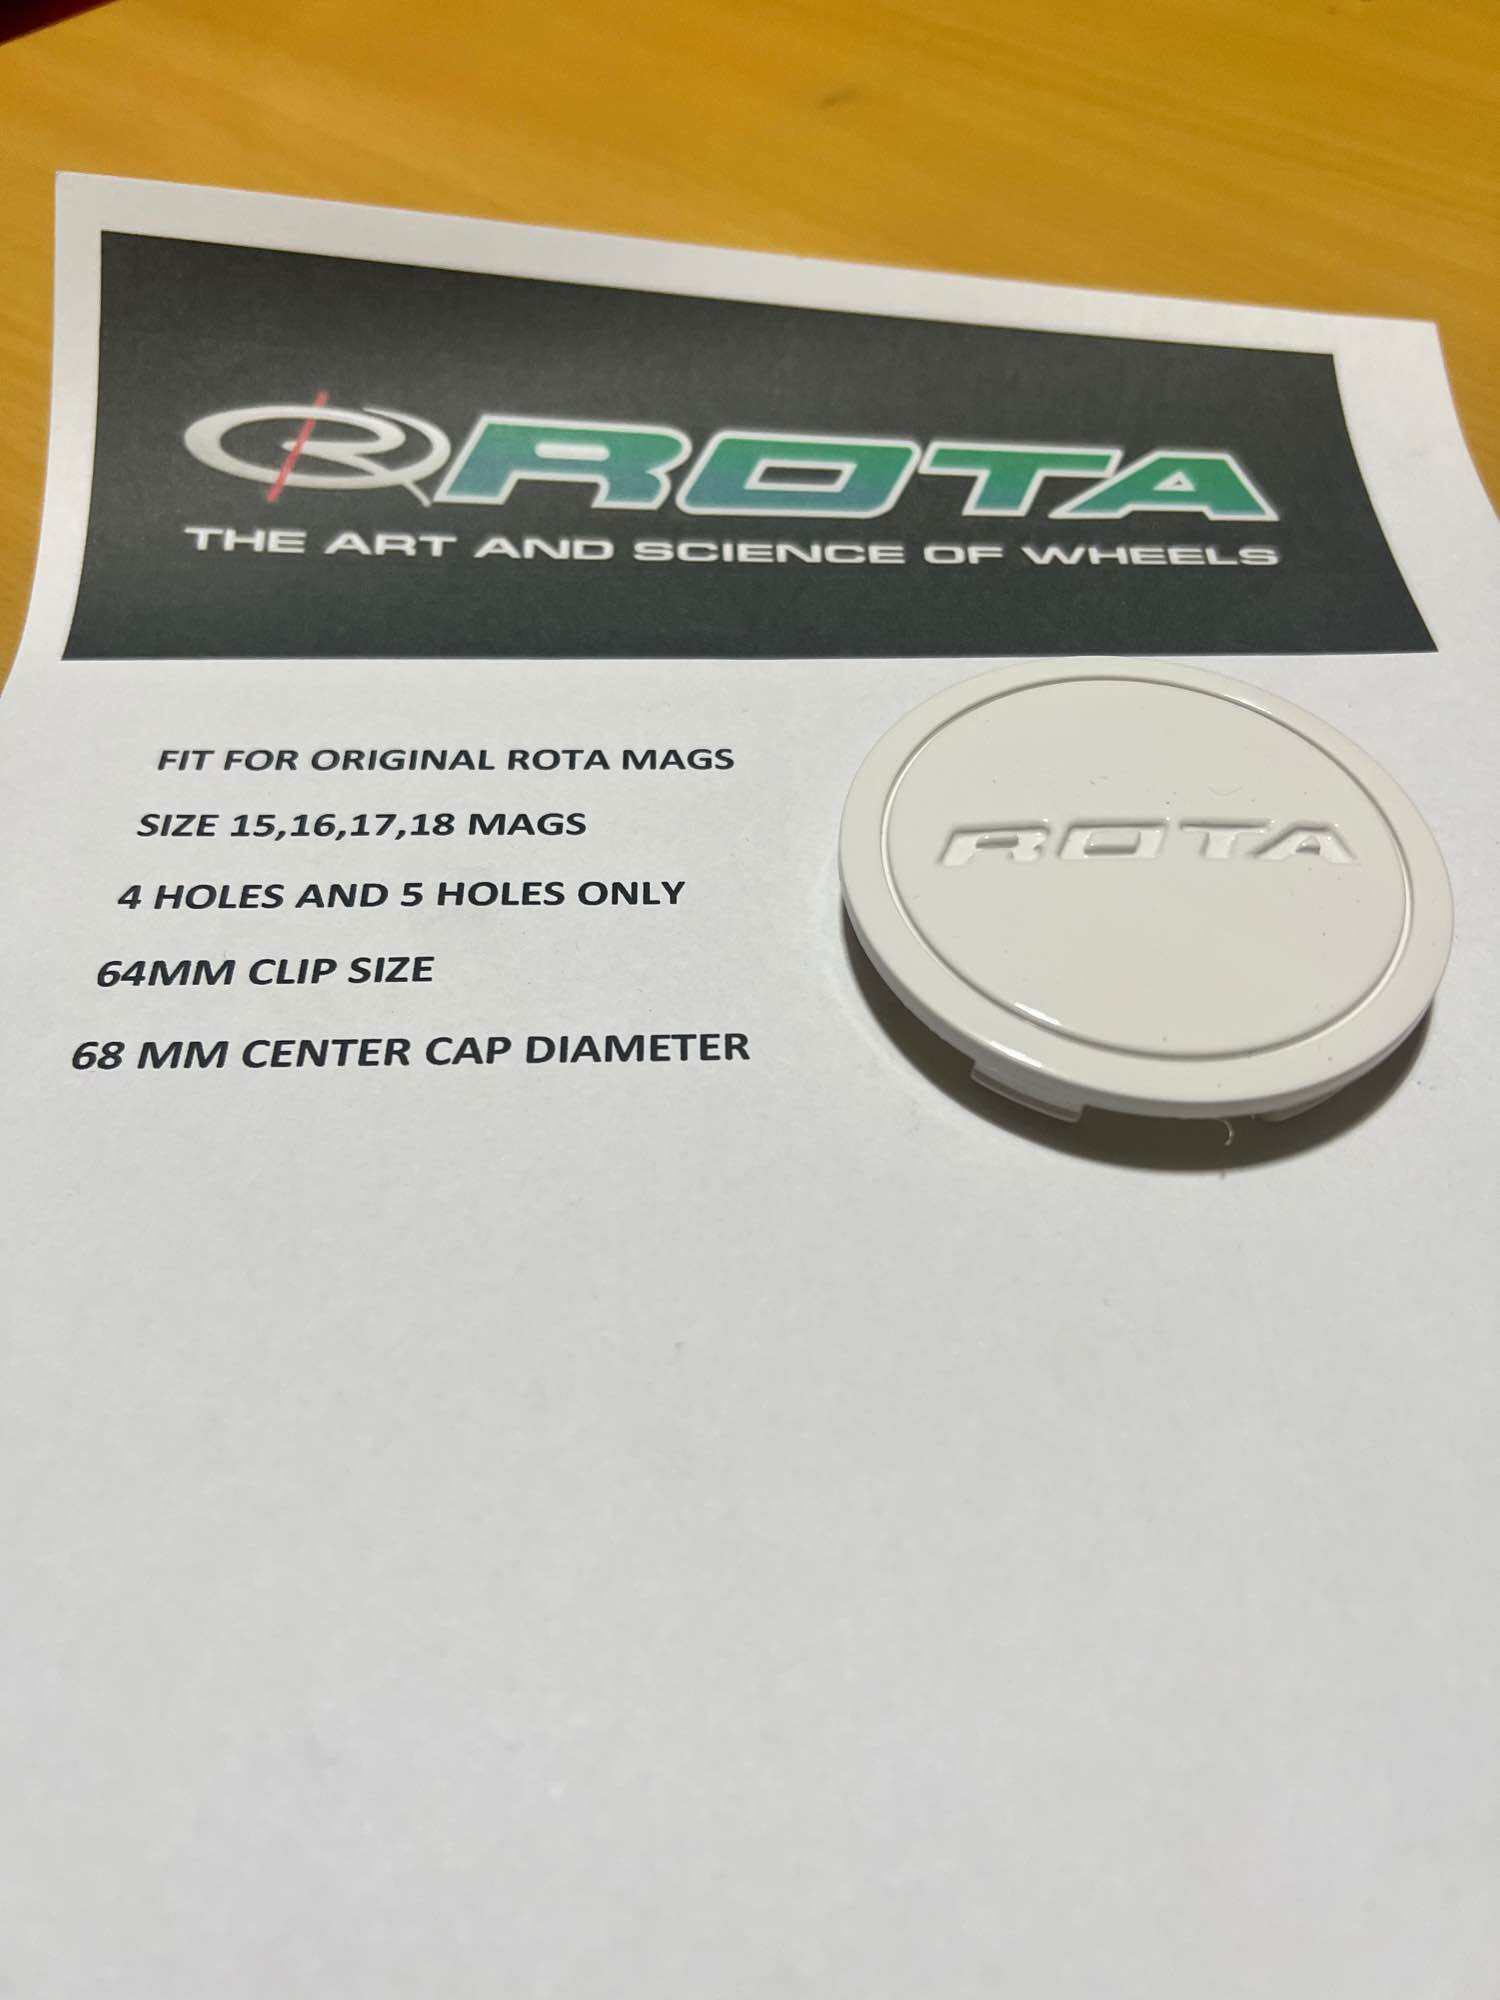 ROTA
THE ART AND SCIENCE OF WHEELS
FIT FOR ORIGINAL ROTA MAGS
SIZE 15,16,17,18 MAGS
4 HOLES AND 5 HOLES ONLY
64MM CLIP SIZE
68 MM CENTER CAP DIAMETER
ROTA